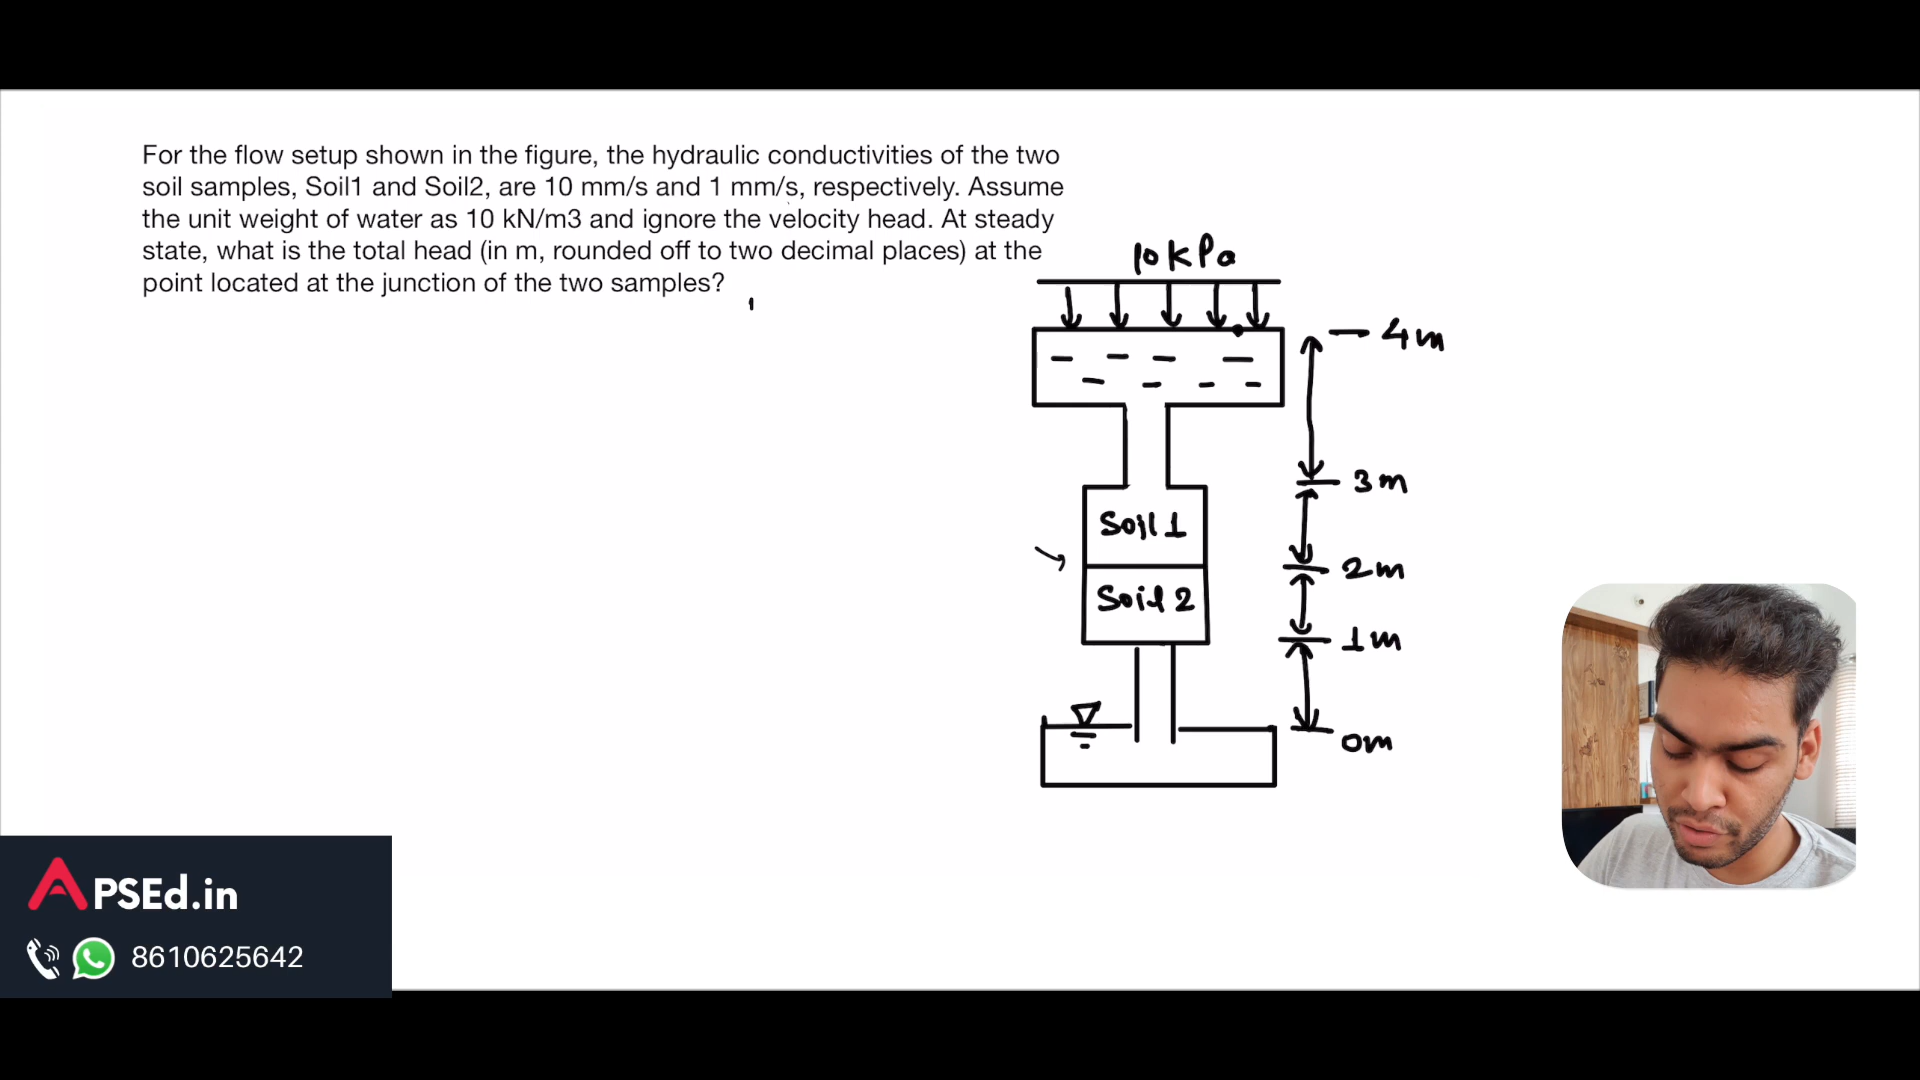 For the flow setup shown in the figure, the hydraulic conductivities of the two
soil samples, Soil1 and Soil2, are 10 mm/s and 1 mm/s, respectively. Assume
the unit weight of water as 10 kN/m3 and ignore the velocity head. At steady
state, what is the total head (in m, rounded off to two decimal places) at the
point located at the junction of the two samples?
10 kPa
4m
3m
Soil 1
2m
Soil 2
1m
0m
APSEd.in
8610625642